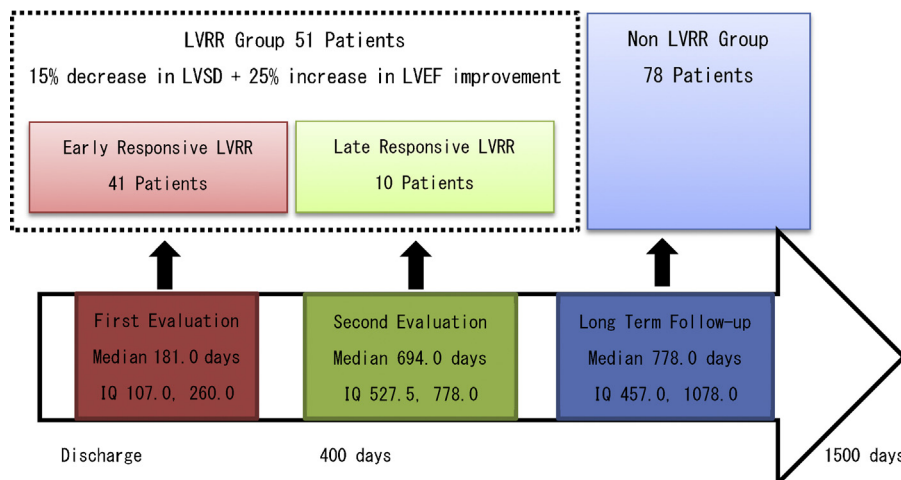 LVRR Group 51 Patients
15% decrease in LVSD + 25% increase in LVEF improvement
Early Responsive LVRR
41 Patients
Late Responsive LVRR
10 Patients
Non LVRR Group
78 Patients
First Evaluation
Median 181.0 days
IQ 107.0, 260.0
Second Evaluation
Median 694.0 days
IQ 527.5, 778.0
Long Term Follow-up
Median 778.0 days
IQ 457.0, 1078.0
Discharge
400 days
1500 days